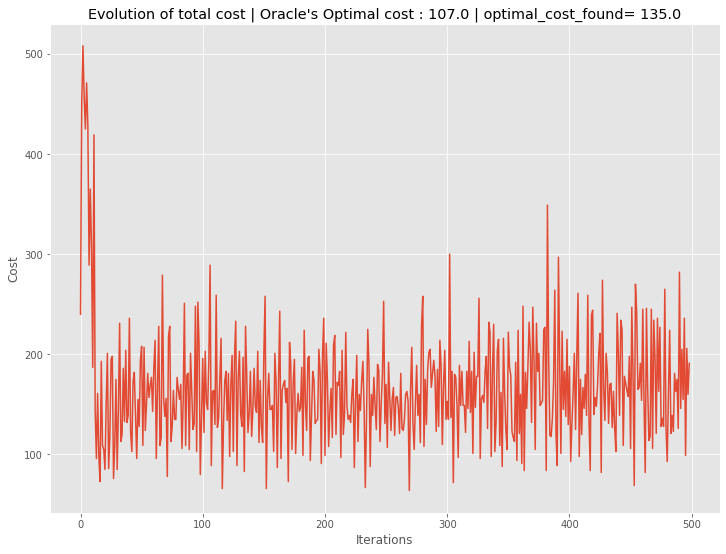 Evolution of total cost | Oracle's Optimal cost : 107.0 | optimal_cost_found= 135.0
500
400
300
200
100
Cost
0 100 200 300 400 500
Iterations